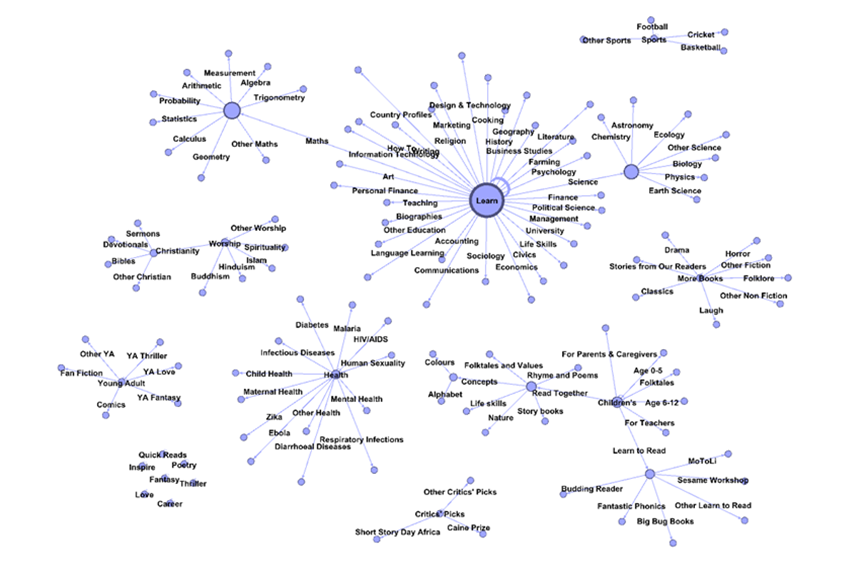 Football
Other Sports
Sports
Cricket
Basketball
Measurement
Arithmetic
Algebra
Probability
Trigonometry
Statistics
Calculus
Other Maths
Geometry
Maths
Design & Technology
Country Profiles
Cooking
Marketing
Geography
Literature
Religion
History
How To
Writing
Business Studies
Information Technology
Farming
Psychology
Art
Science
Personal Finance
Finance
Teaching
Learn
Political Science
Biographies
Management
Other Education
University
Accounting
Life Skills
Language Learning
Sociology
Civics
Communications
Economics
Astronomy
Chemistry
Ecology
Other Science
Biology
Physics
Earth Science
Sermons
Devotionals
Christianity
Bibles
Other Christian
Other Worship
Worship
Spirituality
Islam
Hinduism
Buddhism
Drama
Horror
Stories from Our Readers
Other Fiction
More Books
Folklore
Classics
Other Non Fiction
Laugh
Other YA
YA Thriller
Fan Fiction
YA Love
Young Adult
YA Fantasy
Comics
Diabetes
Malaria
HIV/AIDS
Infectious Diseases
Human Sexuality
Child Health
Health
Maternal Health
Mental Health
Zika
Other Health
Ebola
Respiratory Infections
Diarrhoeal Diseases
Colours
Folktales and Values
Concepts
Rhyme and Poems
Alphabet
Read Together
Life skills
Story books
Nature
For Parents & Caregivers
Age 0-5
Folktales
Children's
Age 6-12
For Teachers
Learn to Read
MoToLi
Sesame Workshop
Budding Reader
Fantastic Phonics
Other Learn to Read
Big Bug Books
Quick Reads
Inspire
Poetry
Fantasy
Thriller
Love
Career
Other Critics' Picks
Critics' Picks
Short Story Day Africa
Caine Prize